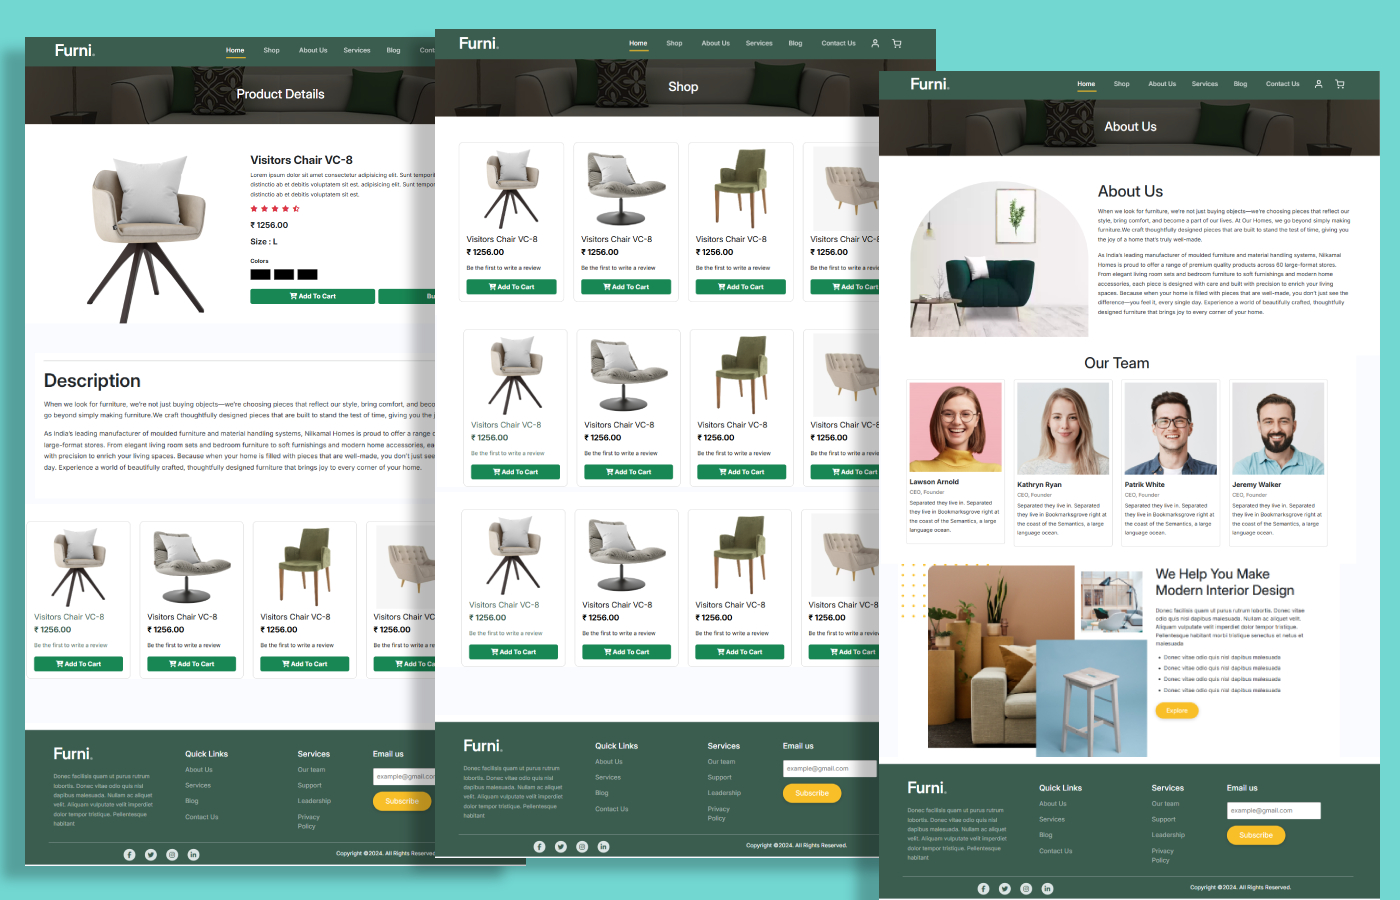 Furni.
Home Shop About Us Services Blog Cont
Product Details
Visitors Chair VC-8
Lorem ipsum dolor sit amet consectetur adipisicing elit. Sunt tempori
distinctio ab et debitis voluptatem sit est. adipisicing elit. Sunt tempor
distinctio ab et debitis voluptatem sit est.
₹ 1256.00
Size : L
Colors
Add To Cart Bu
Description
When we look for furniture, we're not just buying objects—we're choosing pieces that reflect our style, bring comfort, and beco
go beyond simply making furniture.We craft thoughtfully designed pieces that are built to stand the test of time, giving you the j
As India's leading manufacturer of moulded furniture and material handling systems, Nilkamal Homes is proud to offer a range o
large-format stores. From elegant living room sets and bedroom furniture to soft furnishings and modern home accessories, ea
with precision to enrich your living spaces. Because when your home is filled with pieces that are well-made, you don't just see
day. Experience a world of beautifully crafted, thoughtfully designed furniture that brings joy to every corner of your home.
Visitors Chair VC-8 Visitors Chair VC-8 Visitors Chair VC-8 Visitors Chair
₹ 1256.00 ₹ 1256.00 ₹ 1256.00 ₹ 1256.00
Be the first to write a review Be the first to write a review Be the first to write a review Be the first to write a
Add To Cart Add To Cart Add To Cart Add To Ca
Furni.
Donec facilisis quam ut purus rutrum
lobortis. Donec vitae odio quis nisl
dapibus malesuada. Nullam ac aliquet
velit. Aliquam vulputate velit imperdiet
dolor tempor tristique. Pellentesque
habitant
Quick Links
About Us
Services
Blog
Contact Us
Services
Our team
Support
Leadership
Privacy
Policy
Email us
example@gmail.con
Subscribe
Copyright ©2024. All Rights Reserve
Furni.
Home Shop About Us Services Blog Contact Us
Shop
Visitors Chair VC-8 Visitors Chair VC-8 Visitors Chair VC-8 Visitors Chair VC-8
₹ 1256.00 ₹ 1256.00 ₹ 1256.00 ₹ 1256.00
Be the first to write a review Be the first to write a review Be the first to write a review Be the first to write a review
Add To Cart Add To Cart Add To Cart Add To Cart
Visitors Chair VC-8 Visitors Chair VC-8 Visitors Chair VC-8 Visitors Chair VC-8
₹ 1256.00 ₹ 1256.00 ₹ 1256.00 ₹ 1256.00
Be the first to write a review Be the first to write a review Be the first to write a review Be the first to write a review
Add To Cart Add To Cart Add To Cart Add To Cart
Visitors Chair VC-8 Visitors Chair VC-8 Visitors Chair VC-8 Visitors Chair VC-
₹ 1256.00 ₹ 1256.00 ₹ 1256.00 ₹ 1256.00
Be the first to write a review Be the first to write a review Be the first to write a review Be the first to write a review
Add To Cart Add To Cart Add To Cart Add To Cart
Furni.
Donec facilisis quam ut purus rutrum
lobortis. Donec vitae odio quis nisl
dapibus malesuada. Nullam ac aliquet
velit. Aliquam vulputate velit imperdiet
dolor tempor tristique. Pellentesque
habitant
Quick Links
About Us
Services
Blog
Contact Us
Services
Our team
Support
Leadership
Privacy
Policy
Email us
example@gmail.com
Subscribe
Copyright ©2024. All Rights Reserved.
Furni.
Home Shop About Us Services Blog Contact Us
About Us
About Us
When we look for furniture, we're not just buying objects—we're choosing pieces that reflect our
style, bring comfort, and become a part of our lives. At Our Homes, we go beyond simply making
furniture.We craft thoughtfully designed pieces that are built to stand the test of time, giving you
the joy of a home that's truly well-made.
As India's leading manufacturer of moulded furniture and material handling systems, Nilkamal
Homes is proud to offer a range of premium-quality products across 60 large-format stores.
From elegant living room sets and bedroom furniture to soft furnishings and modern home
accessories, each piece is designed with care and built with precision to enrich your living
spaces. Because when your home is filled with pieces that are well-made, you don't just see the
difference—you feel it, every single day. Experience a world of beautifully crafted, thoughtfully
designed furniture that brings joy to every corner of your home.
Our Team
Lawson Arnold
CEO, Founder
Separated they live in. Separated
they live in Bookmarksgrove right at
the coast of the Semantics, a large
language ocean.
Kathryn Ryan
CEO, Founder
Separated they live in. Separated
they live in Bookmarksgrove right at
the coast of the Semantics, a large
language ocean.
Patrik White
CEO, Founder
Separated they live in. Separated
they live in Bookmarksgrove right at
the coast of the Semantics, a large
language ocean.
Jeremy Walker
CEO, Founder
Separated they live in. Separated
they live in Bookmarksgrove right at
the coast of the Semantics, a large
language ocean.
We Help You Make
Modern Interior Design
Donec facilisis quam ut purus rutrum lobortis. Donec vitae
odio quis nisl dapibus malesuada. Nullam ac aliquet velit.
Aliquam vulputate velit imperdiet dolor tempor tristique.
Pellentesque habitant morbi tristique senectus et netus et
malesuada
• Donec vitae odio quis nisl dapibus malesuada
• Donec vitae odio quis nisl dapibus malesuada
• Donec vitae odio quis nisl dapibus malesuada
• Donec vitae odio quis nisl dapibus malesuada
Explore
Furni.
Donec facilisis quam ut purus rutrum
lobortis. Donec vitae odio quis nisl
dapibus malesuada. Nullam ac aliquet
velit. Aliquam vulputate velit imperdiet
dolor tempor tristique. Pellentesque
habitant
Quick Links
About Us
Services
Blog
Contact Us
Services
Our team
Support
Leadership
Privacy
Policy
Email us
example@gmail.com
Subscribe
Copyright ©2024. All Rights Reserved.